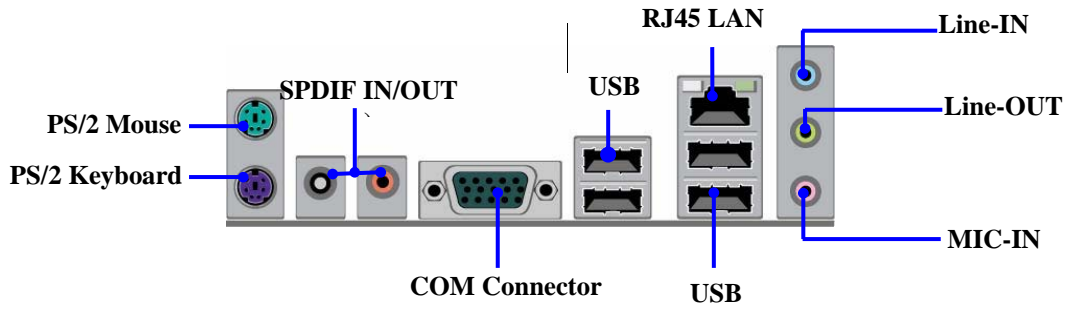 RJ45 LAN
Line-IN
SPDIF IN/OUT
USB
PS/2 Mouse
Line-OUT
PS/2 Keyboard
MIC-IN
COM Connector
USB